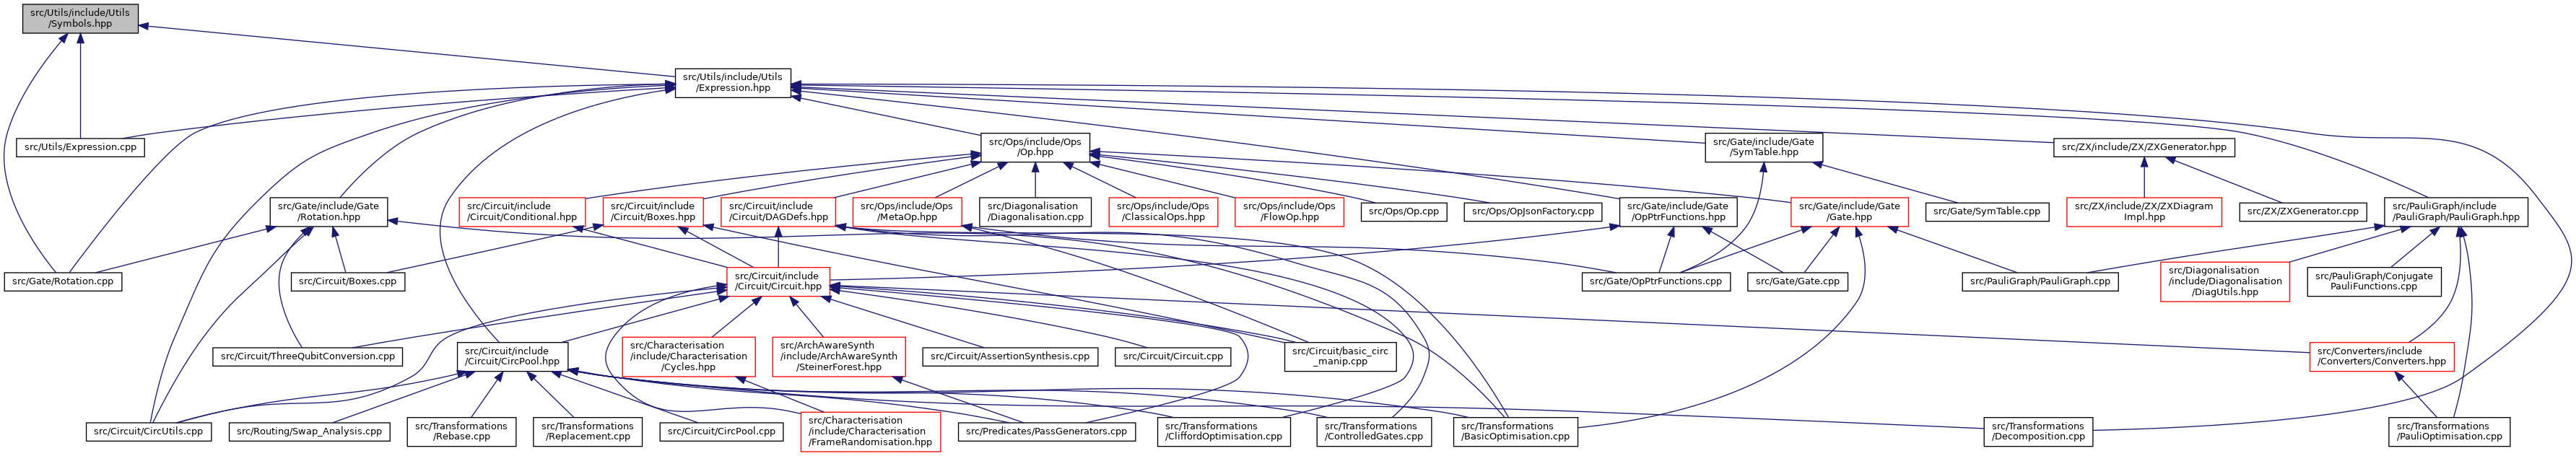 src/Utils/include/Utils
/Symbols.hpp
src/Utils/include/Utils
/Expression.hpp
src/Utils/Expression.cpp
src/Ops/include/Ops
/Op.hpp
src/Gate/include/Gate
/SymTable.hpp
src/ZX/include/ZX/ZXGenerator.hpp
src/Gate/include/Gate
/Rotation.hpp
src/Circuit/include
/Circuit/Conditional.hpp
src/Circuit/include
/Circuit/Boxes.hpp
src/Circuit/include
/Circuit/DAGDefs.hpp
src/Ops/include/Ops
/MetaOp.hpp
src/Diagonalisation
/Diagonalisation.cpp
src/Ops/include/Ops
/ClassicalOps.hpp
src/Ops/include/Ops
/FlowOp.hpp
src/Ops/Op.cpp
src/Ops/OpJsonFactory.cpp
src/Gate/include/Gate
/OpPtrFunctions.hpp
src/Gate/include/Gate
/Gate.hpp
src/Gate/SymTable.cpp
src/ZX/include/ZX/ZXDiagram
Impl.hpp
src/ZX/ZXGenerator.cpp
src/PauliGraph/include
/PauliGraph/PauliGraph.hpp
src/Gate/Rotation.cpp
src/Circuit/Boxes.cpp
src/Circuit/include
/Circuit/Circuit.hpp
src/Gate/OpPtrFunctions.cpp
src/Gate/Gate.cpp
src/PauliGraph/PauliGraph.cpp
src/Diagonalisation
/include/Diagonalisation
/DiagUtils.hpp
src/PauliGraph/Conjugate
PauliFunctions.cpp
src/Circuit/ThreeQubitConversion.cpp
src/Circuit/include
/Circuit/CircPool.hpp
src/Characterisation
/include/Characterisation
/Cycles.hpp
src/ArchAwareSynth
/include/ArchAwareSynth
/SteinerForest.hpp
src/Circuit/AssertionSynthesis.cpp
src/Circuit/Circuit.cpp
src/Circuit/basic_circ
_manip.cpp
src/Converters/include
/Converters/Converters.hpp
src/Circuit/CircUtils.cpp
src/Routing/Swap_Analysis.cpp
src/Transformations
/Rebase.cpp
src/Transformations
/Replacement.cpp
src/Circuit/CircPool.cpp
src/Characterisation
/include/Characterisation
/FrameRandomisation.hpp
src/Predicates/PassGenerators.cpp
src/Transformations
/CliffordOptimisation.cpp
src/Transformations
/ControlledGates.cpp
src/Transformations
/BasicOptimisation.cpp
src/Transformations
/Decomposition.cpp
src/Transformations
/PauliOptimisation.cpp